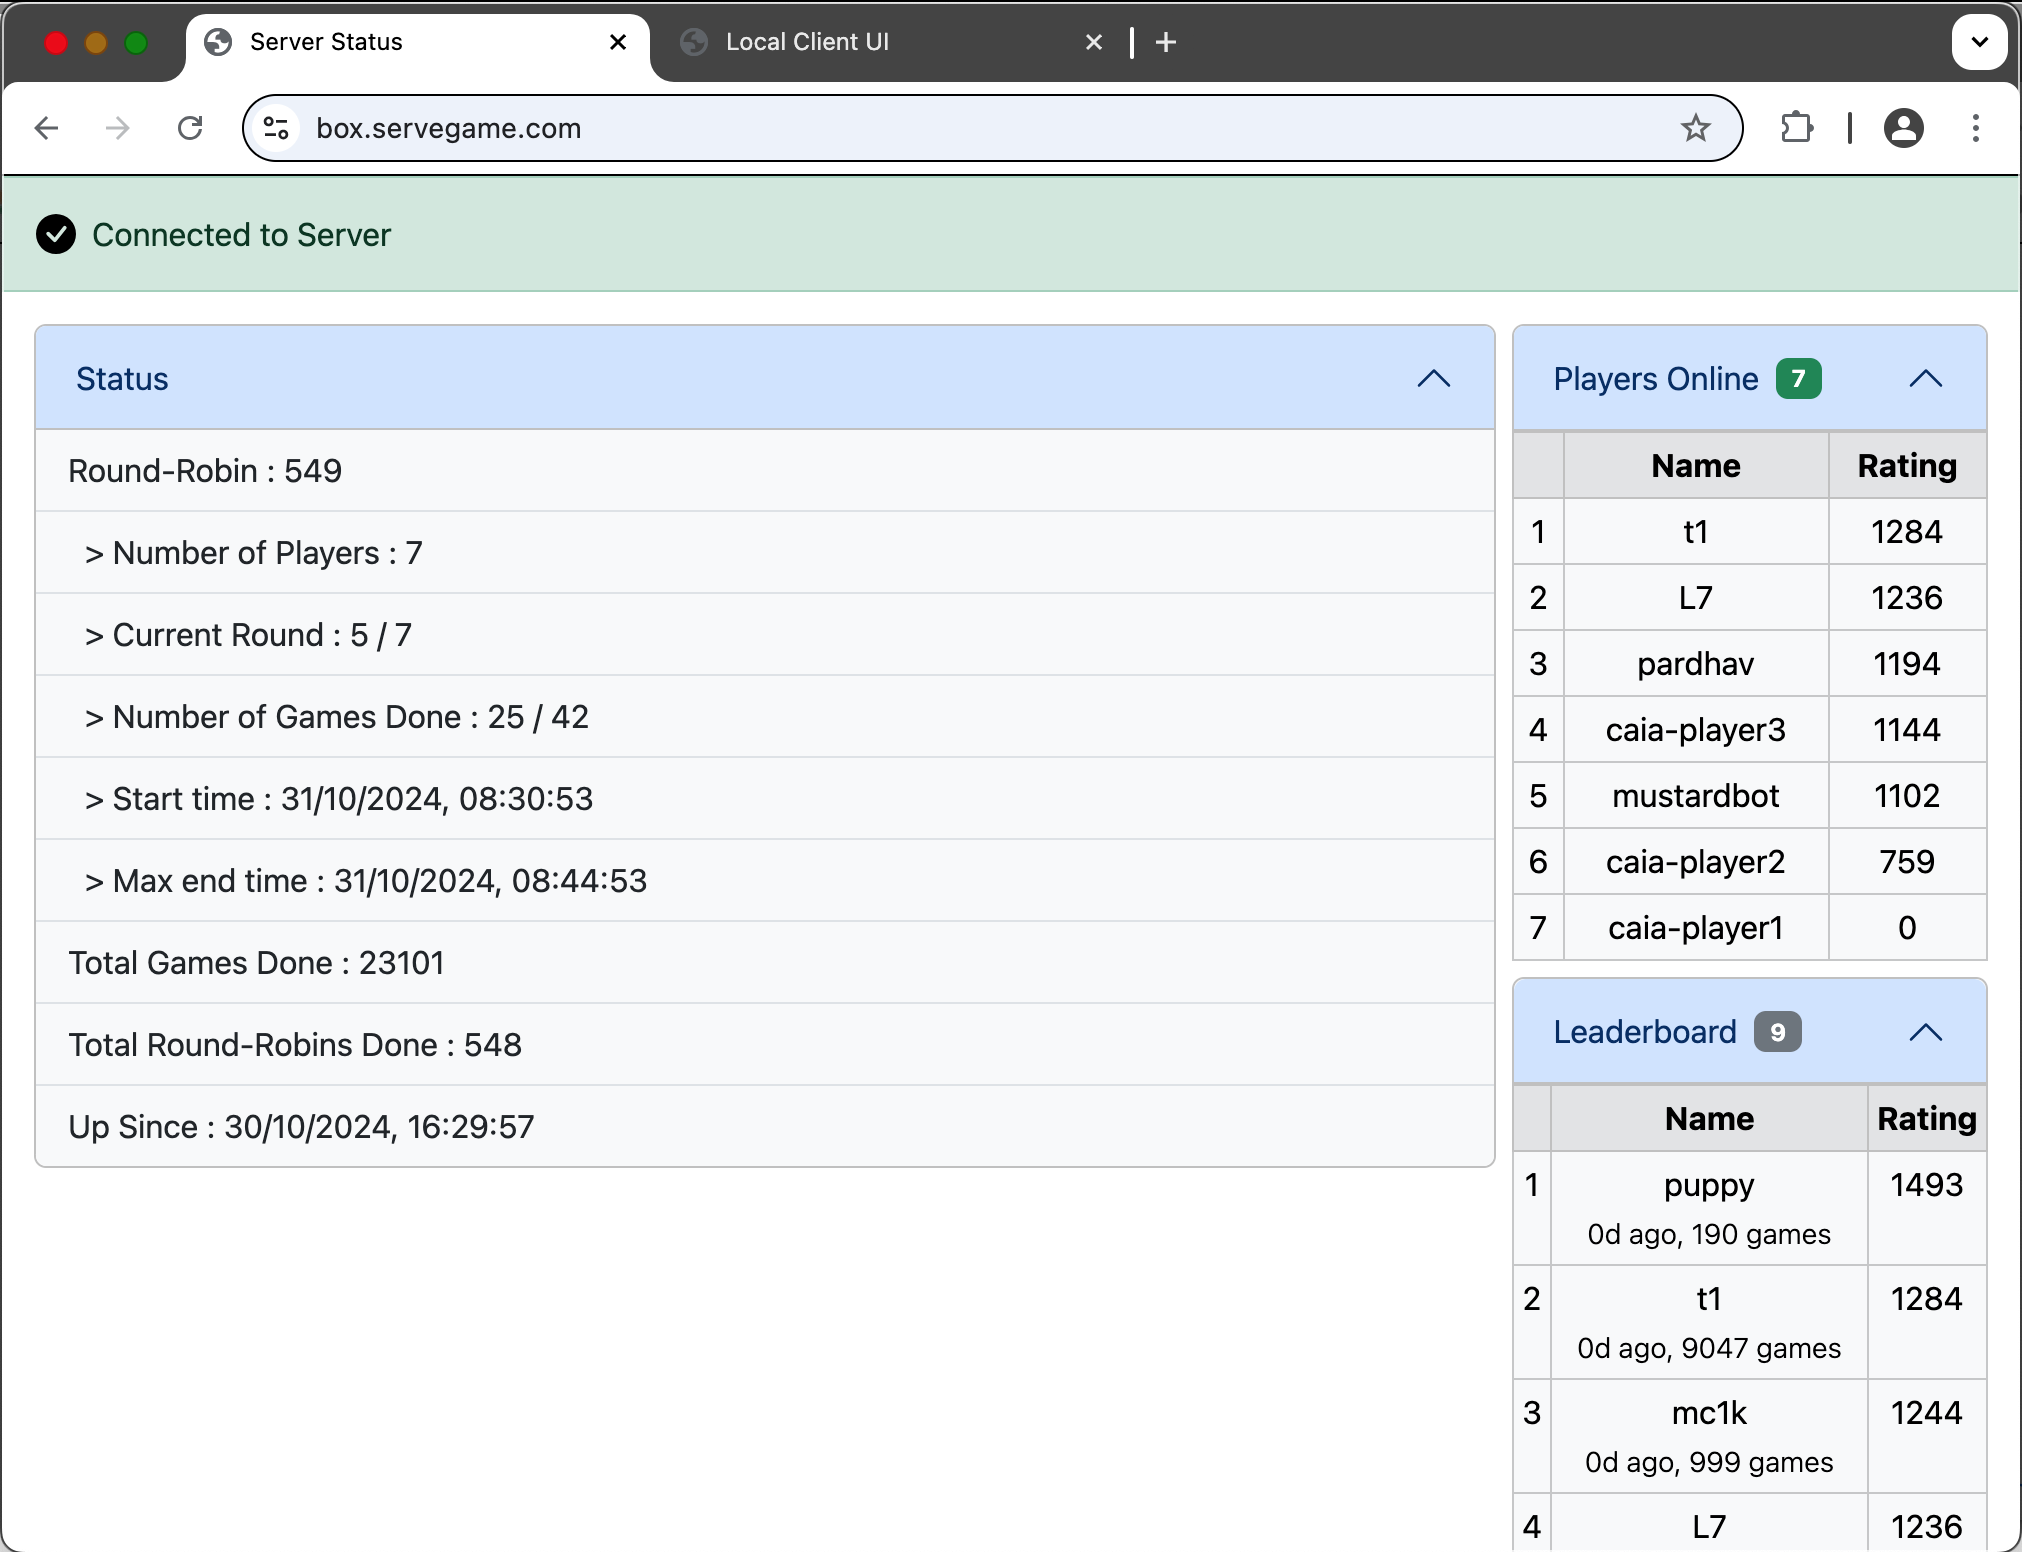 Server Status
Local Client UI
box.servegame.com
Connected to Server
Status
Round-Robin : 549
> Number of Players : 7
> Current Round : 5 / 7
> Number of Games Done : 25 / 42
> Start time : 31/10/2024, 08:30:53
> Max end time : 31/10/2024, 08:44:53
Total Games Done : 23101
Total Round-Robins Done : 548
Up Since : 30/10/2024, 16:29:57
Players Online 7
Name Rating
1 t1 1284
2 L7 1236
3 pardhav 1194
4 caia-player3 1144
5 mustardbot 1102
6 caia-player2 759
7 caia-player1 0
Leaderboard 9
Name Rating
1 puppy 1493
0d ago, 190 games
2 t1 1284
0d ago, 9047 games
3 mc1k 1244
0d ago, 999 games
4 L7 1236